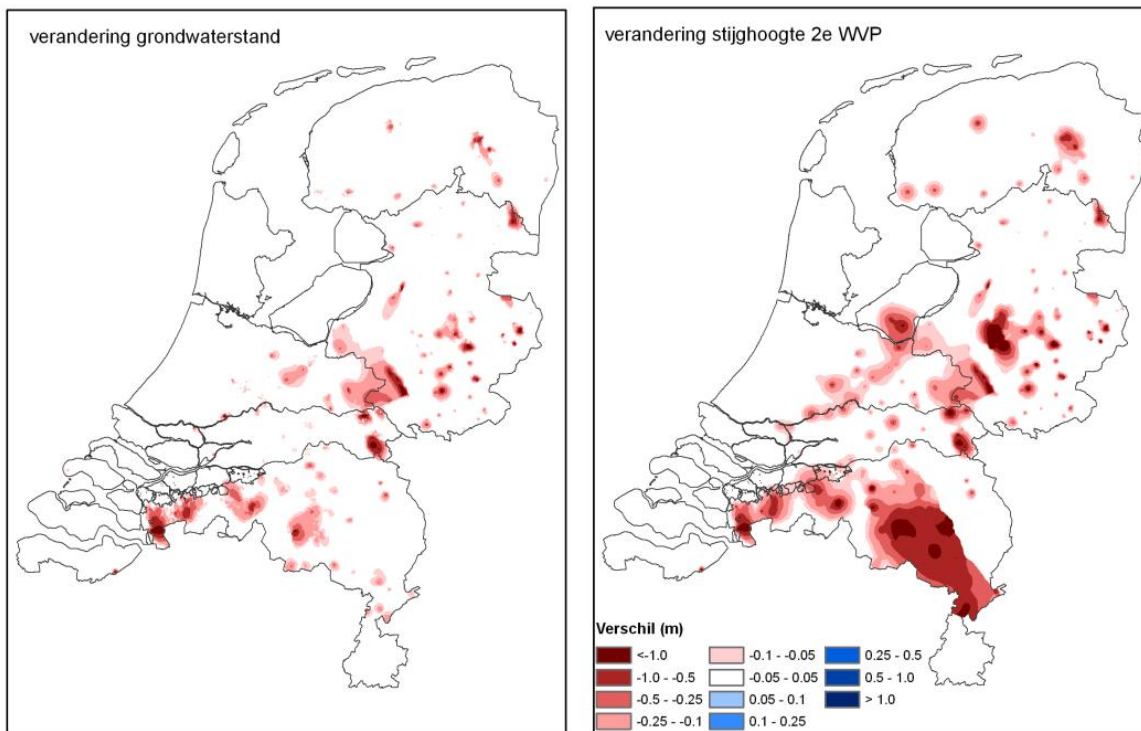 verandering grondwaterstand
verandering stijghoogte 2e WVP
Verschil (m)
<-1.0
-1.0 - -0.5
-0.5 - -0.25
-0.25 - -0.1
-0.1 - -0.05
-0.05 - 0.05
0.05 - 0.1
0.1 - 0.25
0.25 - 0.5
0.5 - 1.0
> 1.0